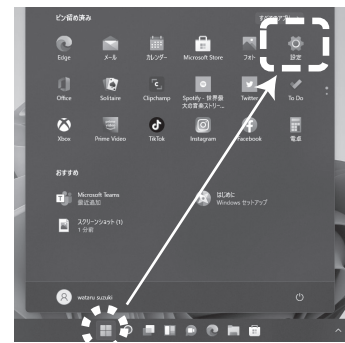 ピン留め済み
すべてのアプリ
Edge
メール
カレンダー
Microsoft Store
フォト
設定
Office
Solitaire
Clipchamp
Spotify - 世界最
大の音楽ストリー...
Twitter
To Do
Xbox
Prime Video
TikTok
Instagram
Facebook
電卓
おすすめ
Microsoft Teams
最近追加
はじめに
Windows セットアップ
スクリーンショット (1)
1 分前
wataru suzuki